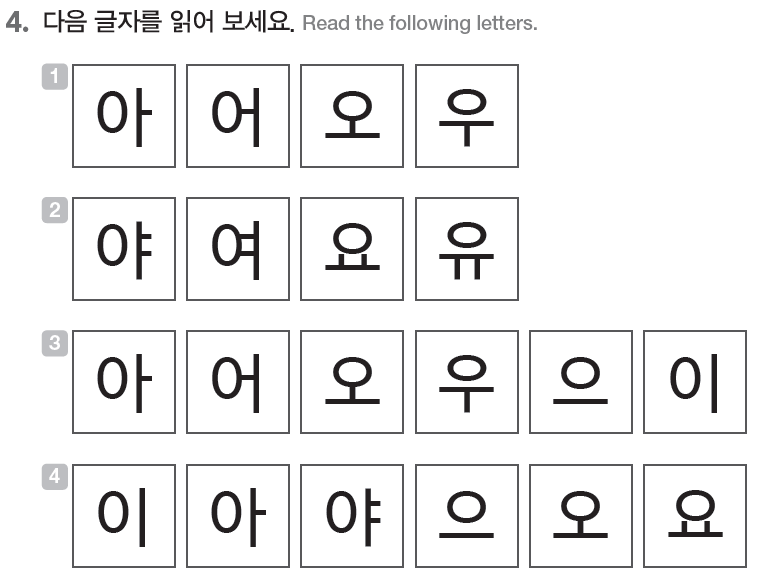 4. 다음 글자를 읽어 보세요. Read the following letters.
1 아 어 오 우
2 야 여 요 유
3 아 어 오 우 으 이
4 이 아 야 으 오 요